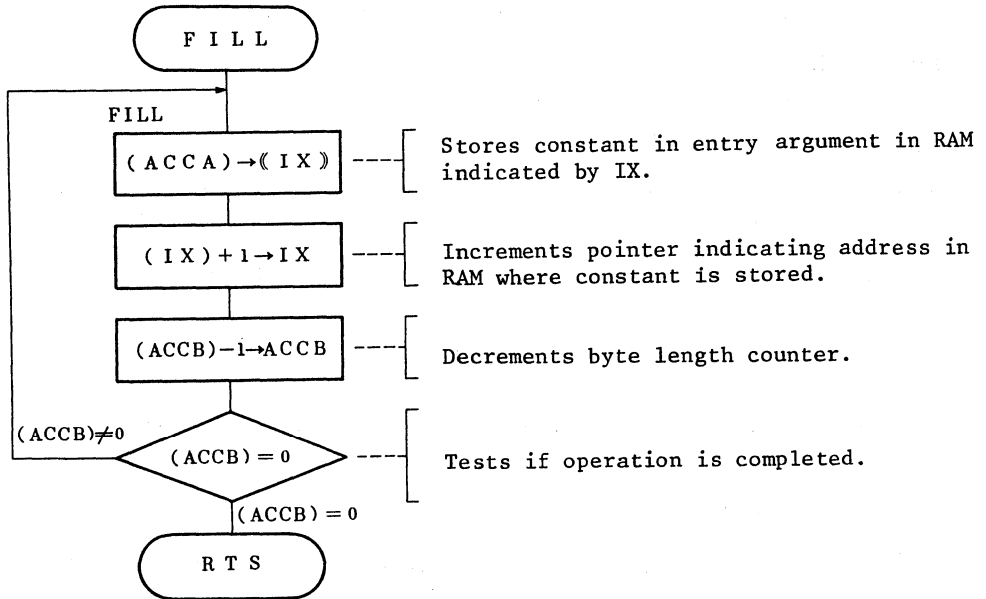 F I L L
FILL
(ACCA)→⟪IX⟫
Stores constant in entry argument in RAM
indicated by IX.
(IX)+1→IX
Increments pointer indicating address in
RAM where constant is stored.
(ACCB)−1→ACCB
Decrements byte length counter.
(ACCB)≠0
(ACCB)=0
Tests if operation is completed.
(ACCB)=0
R T S